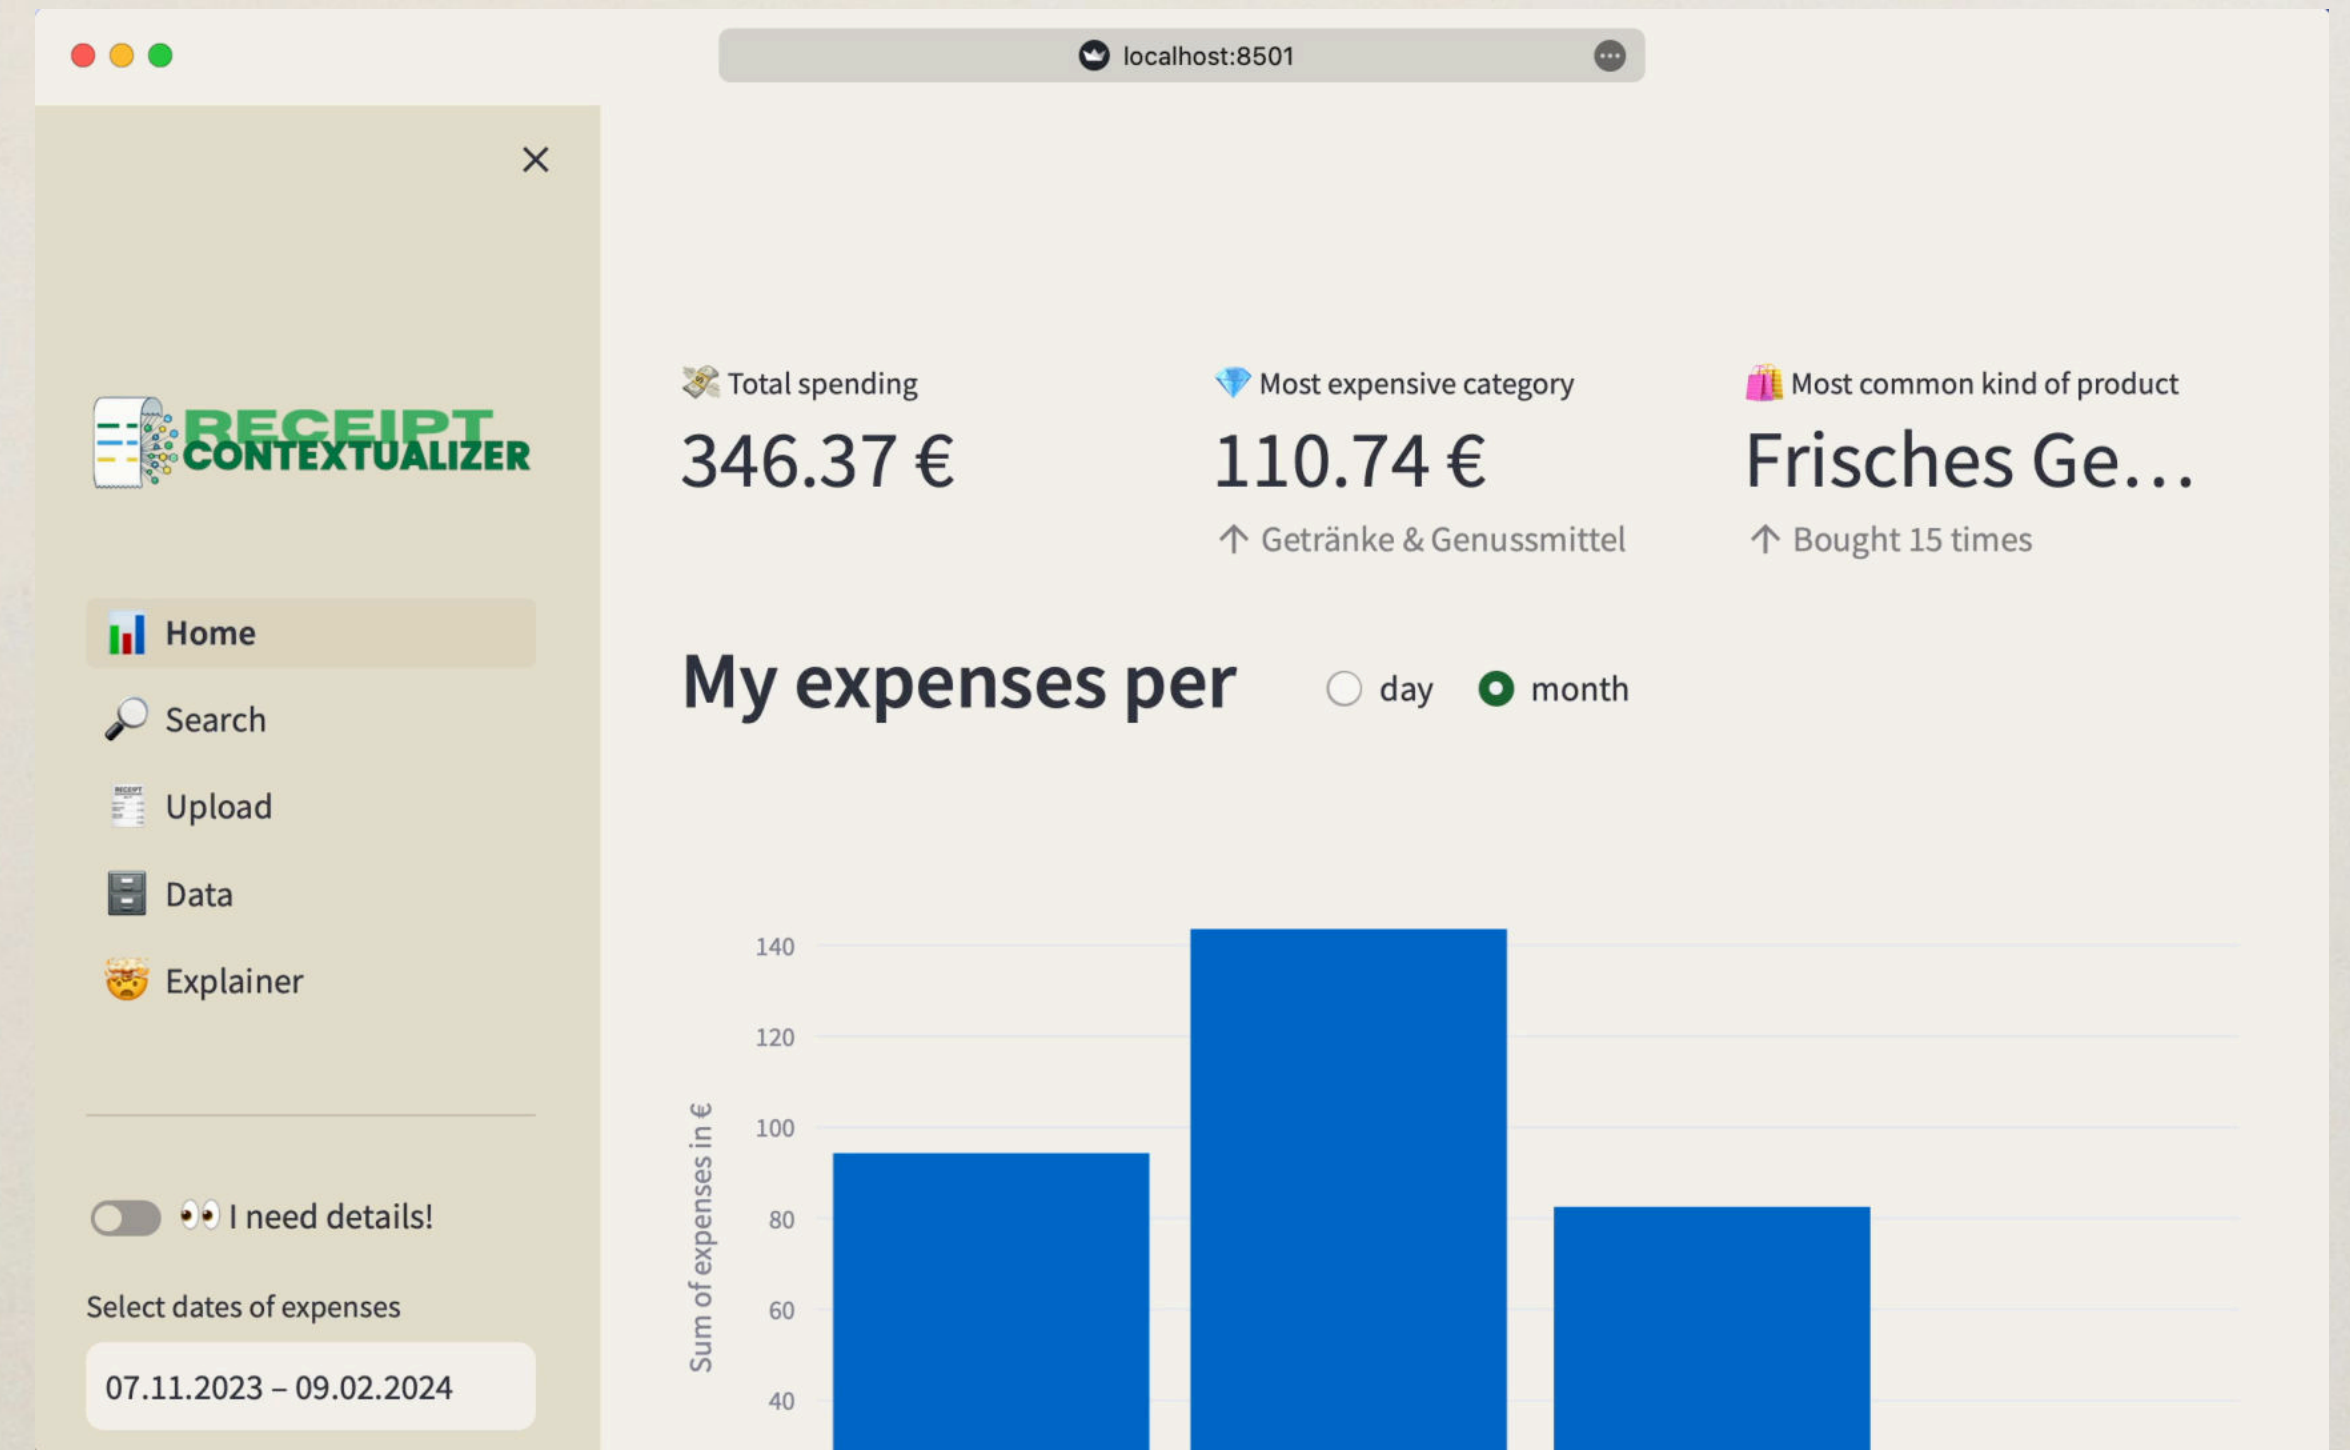 localhost:8501
RECEIPT
CONTEXTUALIZER
Home
Search
Upload
Data
Explainer
I need details!
Select dates of expenses
07.11.2023 – 09.02.2024
Total spending
346.37 €
Most expensive category
110.74 €
↑ Getränke & Genussmittel
Most common kind of product
Frisches Ge...
↑ Bought 15 times
My expenses per
day
month
Sum of expenses in €
140
120
100
80
60
40